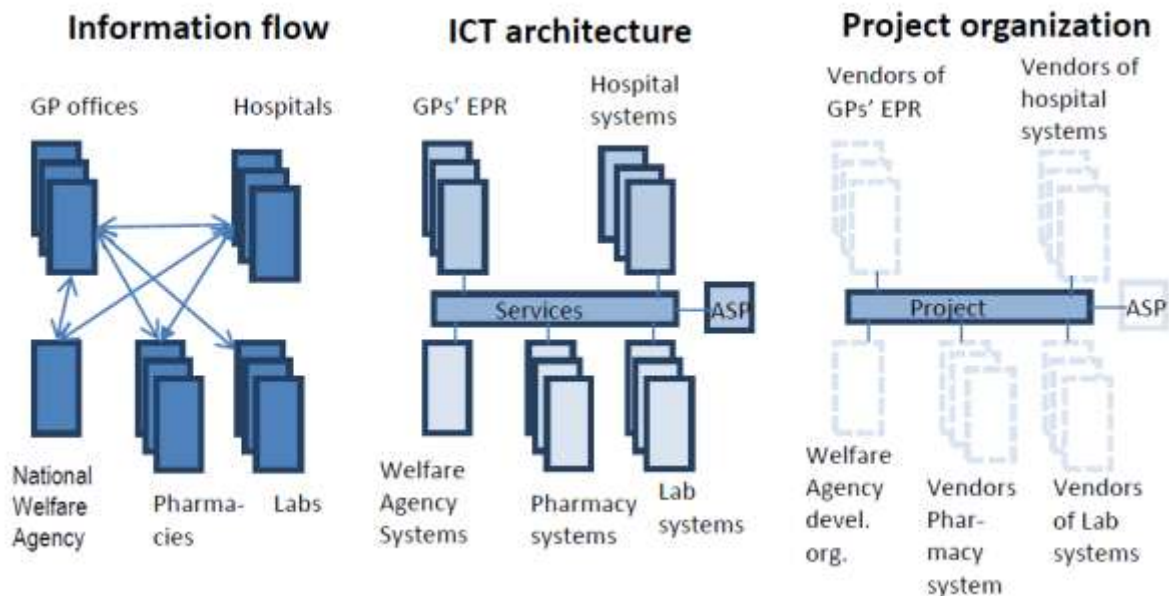 Information flow
GP offices
Hospitals
National
Welfare
Agency
Pharma-
cies
Labs
ICT architecture
GPs' EPR
Hospital
systems
Services
ASP
Welfare
Agency
Systems
Pharmacy
systems
Lab
systems
Project organization
Vendors of
GPs' EPR
Vendors of
hospital
systems
Project
ASP
Welfare
Agency
devel.
org.
Vendors
Phar-
macy
system
Vendors
of Lab
systems